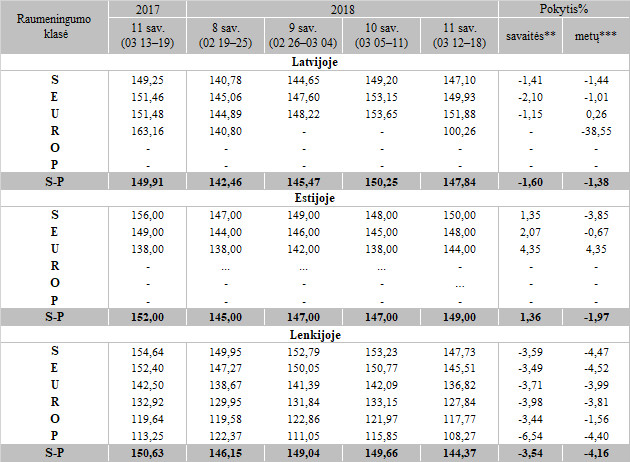 Raumeningumo klasė 2017 2018 Pokytis%
11 sav. (03 13–19) 8 sav. (02 19–25) 9 sav. (02 26–03 04) 10 sav. (03 05–11) 11 sav. (03 12–18) savaitės** metų***
Latvijoje
S 149,25 140,78 144,65 149,20 147,10 -1,41 -1,44
E 151,46 145,06 147,60 153,15 149,93 -2,10 -1,01
U 151,48 144,89 148,22 153,65 151,88 -1,15 0,26
R 163,16 140,80 - - 100,26 - -38,55
O - - - - - - -
P - - - - - - -
S-P 149,91 142,46 145,47 150,25 147,84 -1,60 -1,38
Estijoje
S 156,00 147,00 149,00 148,00 150,00 1,35 -3,85
E 149,00 144,00 146,00 145,00 148,00 2,07 -0,67
U 138,00 138,00 142,00 138,00 144,00 4,35 4,35
R - ... ... ... - - -
O - - - - ... - -
P - - - - - - -
S-P 152,00 145,00 147,00 147,00 149,00 1,36 -1,97
Lenkijoje
S 154,64 149,95 152,79 153,23 147,73 -3,59 -4,47
E 152,40 147,27 150,05 150,77 145,51 -3,49 -4,52
U 142,50 138,67 141,39 142,09 136,82 -3,71 -3,99
R 132,92 129,95 131,84 133,15 127,84 -3,98 -3,81
O 119,64 119,58 122,86 121,97 117,77 -3,44 -1,56
P 113,25 122,37 111,05 115,85 108,27 -6,54 -4,40
S-P 150,63 146,15 149,04 149,66 144,37 -3,54 -4,16